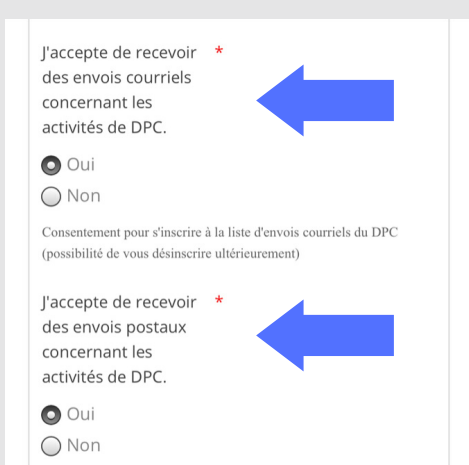 J'accepte de recevoir *
des envois courriels
concernant les
activités de DPC.
Oui
Non
Consentement pour s'inscrire à la liste d'envois courriels du DPC
(possibilité de vous désinscrire ultérieurement)
J'accepte de recevoir *
des envois postaux
concernant les
activités de DPC.
Oui
Non